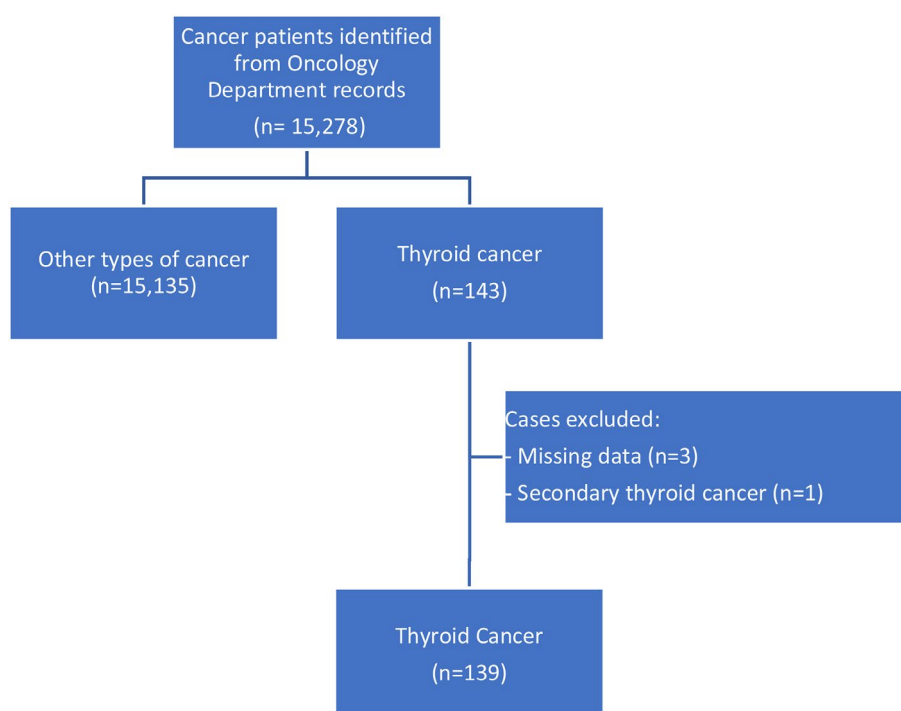 Cancer patients identified
from Oncology
Department records
(n= 15,278)
Other types of cancer
(n=15,135)
Thyroid cancer
(n=143)
Cases excluded:
- Missing data (n=3)
- Secondary thyroid cancer (n=1)
Thyroid Cancer
(n=139)